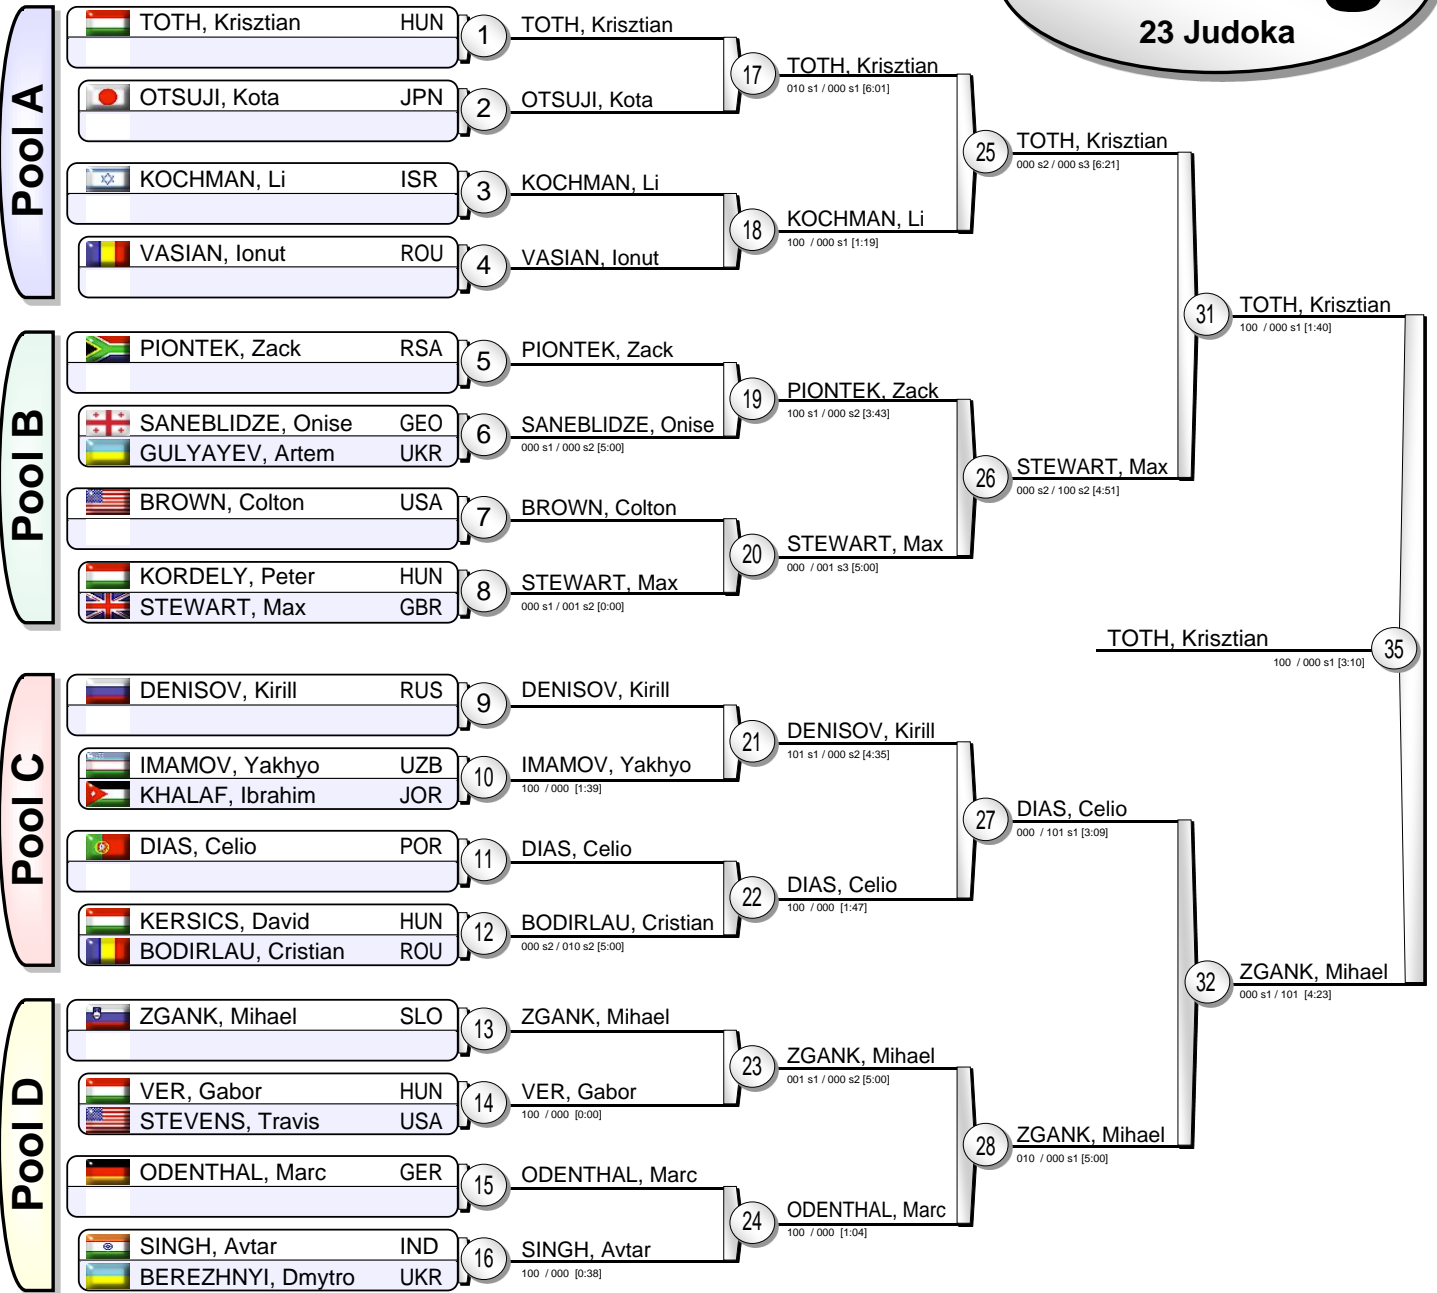 23 Judoka
Pool A
TOTH, Krisztian HUN
1
TOTH, Krisztian
OTSUJI, Kota JPN
2
OTSUJI, Kota
17
TOTH, Krisztian
010 s1 / 000 s1 [6:01]
KOCHMAN, Li ISR
3
KOCHMAN, Li
VASIAN, Ionut ROU
4
VASIAN, Ionut
18
KOCHMAN, Li
100 / 000 s1 [1:19]
25
TOTH, Krisztian
000 s2 / 000 s3 [6:21]
Pool B
PIONTEK, Zack RSA
5
PIONTEK, Zack
SANEBLIDZE, Onise GEO
GULYAYEV, Artem UKR
6
SANEBLIDZE, Onise
000 s1 / 000 s2 [5:00]
19
PIONTEK, Zack
100 s1 / 000 s2 [3:43]
BROWN, Colton USA
7
BROWN, Colton
KORDELY, Peter HUN
STEWART, Max GBR
8
STEWART, Max
000 s1 / 001 s2 [0:00]
20
STEWART, Max
000 / 001 s3 [5:00]
26
STEWART, Max
000 s2 / 100 s2 [4:51]
31
TOTH, Krisztian
100 / 000 s1 [1:40]
Pool C
DENISOV, Kirill RUS
9
DENISOV, Kirill
IMAMOV, Yakhyo UZB
KHALAF, Ibrahim JOR
10
IMAMOV, Yakhyo
100 / 000 [1:39]
21
DENISOV, Kirill
101 s1 / 000 s2 [4:35]
DIAS, Celio POR
11
DIAS, Celio
KERSICS, David HUN
BODIRLAU, Cristian ROU
12
BODIRLAU, Cristian
000 s2 / 010 s2 [5:00]
22
DIAS, Celio
100 / 000 [1:47]
27
DIAS, Celio
000 / 101 s1 [3:09]
Pool D
ZGANK, Mihael SLO
13
ZGANK, Mihael
VER, Gabor HUN
STEVENS, Travis USA
14
VER, Gabor
100 / 000 [0:00]
23
ZGANK, Mihael
001 s1 / 000 s2 [5:00]
ODENTHAL, Marc GER
15
ODENTHAL, Marc
SINGH, Avtar IND
BEREZHNYI, Dmytro UKR
16
SINGH, Avtar
100 / 000 [0:38]
24
ODENTHAL, Marc
100 / 000 [1:04]
28
ZGANK, Mihael
010 / 000 s1 [5:00]
32
ZGANK, Mihael
000 s1 / 101 [4:23]
TOTH, Krisztian
35
100 / 000 s1 [3:10]